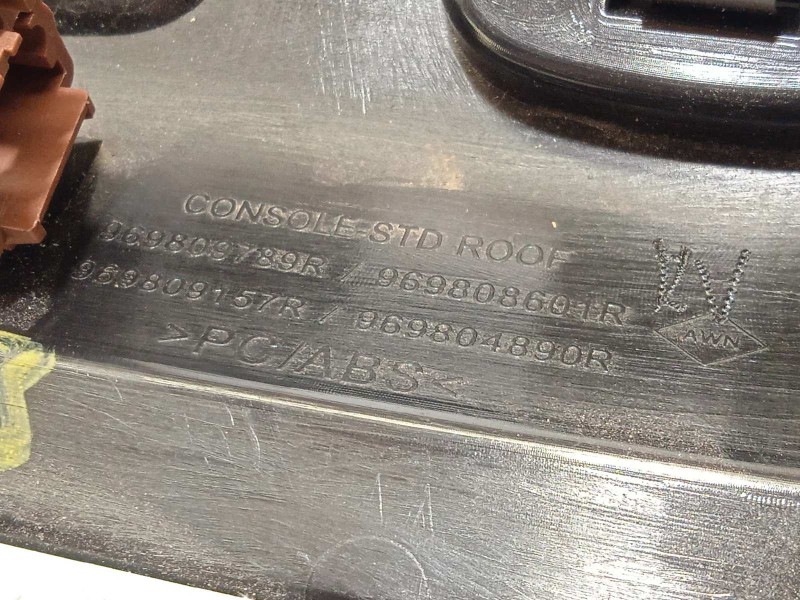 CONSOLE-STD ROOF
969809789R / 969808601R
969809157R / 969804890R
>PC/ABS<
AWN